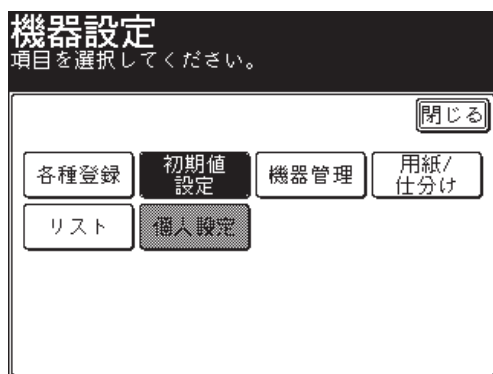 機器設定
項目を選択してください。
閉じる
各種登録
初期値
設定
機器管理
用紙/
仕分け
リスト
個人設定